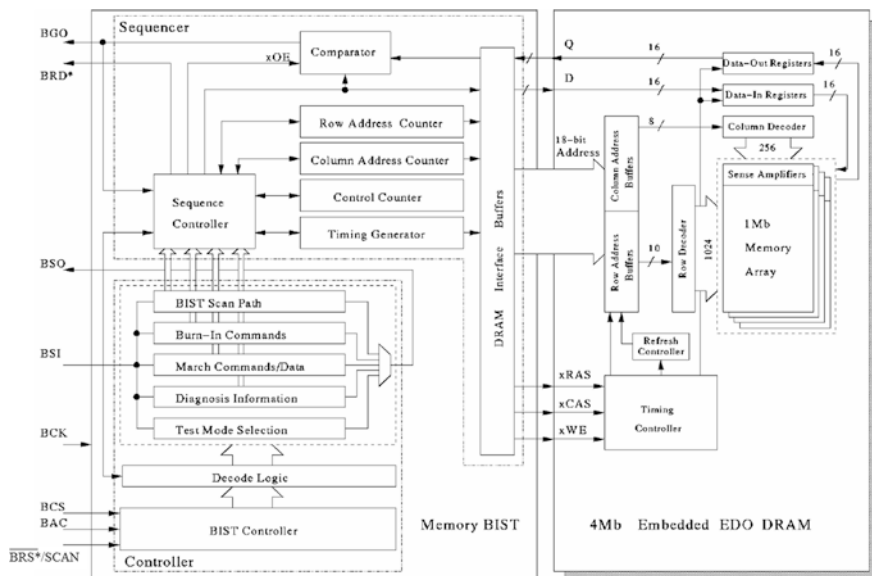 Sequencer
BGO
BRD*
xOE
Comparator
Row Address Counter
Column Address Counter
Control Counter
Timing Generator
Sequence
Controller
BSO
BIST Scan Path
Burn-In Commands
BSI
March Commands/Data
Diagnosis Information
Test Mode Selection
BCK
Decode Logic
BCS
BAC
BIST Controller
BRS*/SCAN
Controller
Memory BIST
DRAM Interface Buffers
Q
16
D
16
18-bit
Address
8
Column Address
Buffers
Row Address
Buffers
10
Row Decoder
1024
Data-Out Registers
16
Data-In Registers
16
Column Decoder
256
Sense Amplifiers
1Mb
Memory
Array
Refresh
Controller
xRAS
xCAS
xWE
Timing
Controller
4Mb Embedded EDO DRAM